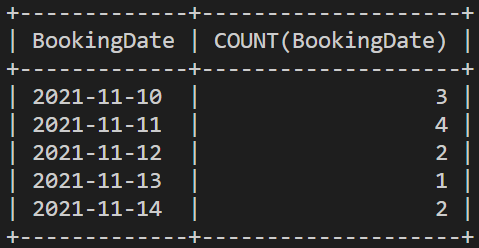 +-------------+--------------------+
| BookingDate | COUNT(BookingDate) |
+-------------+--------------------+
| 2021-11-10  |                  3 |
| 2021-11-11  |                  4 |
| 2021-11-12  |                  2 |
| 2021-11-13  |                  1 |
| 2021-11-14  |                  2 |
+-------------+--------------------+